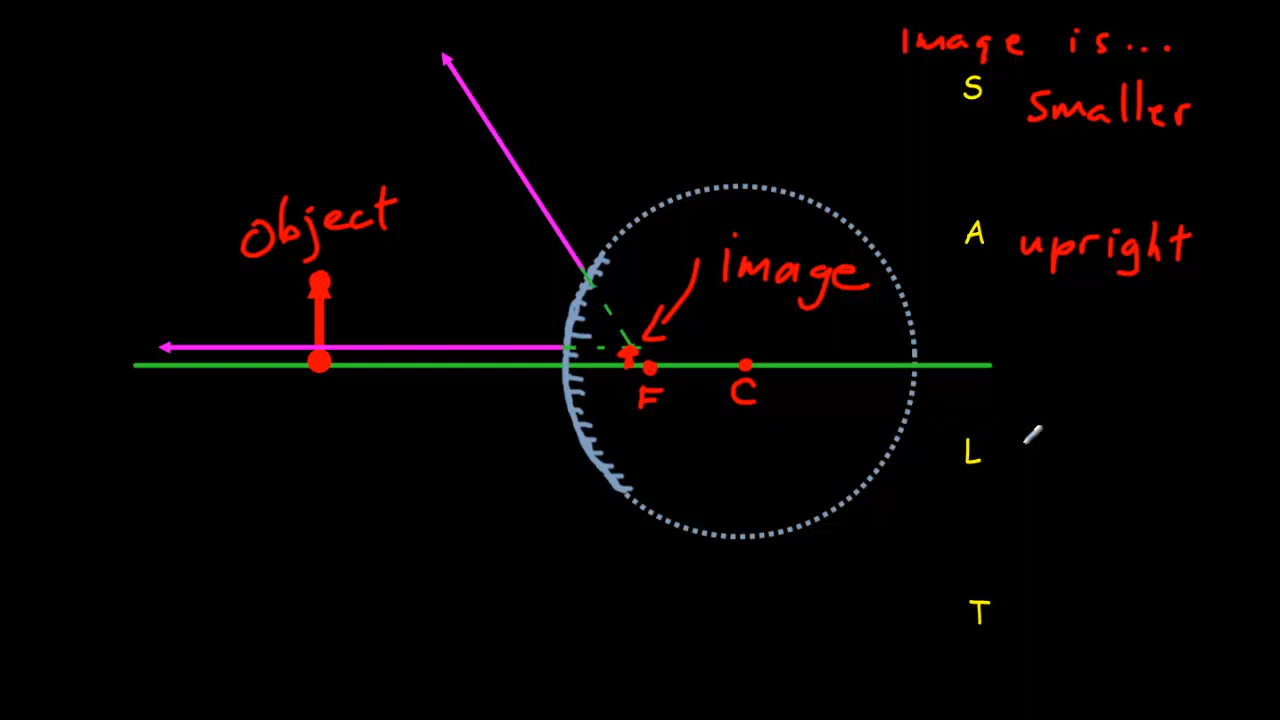 Image is...
S smaller
object
A upright
Image
F C
L
T